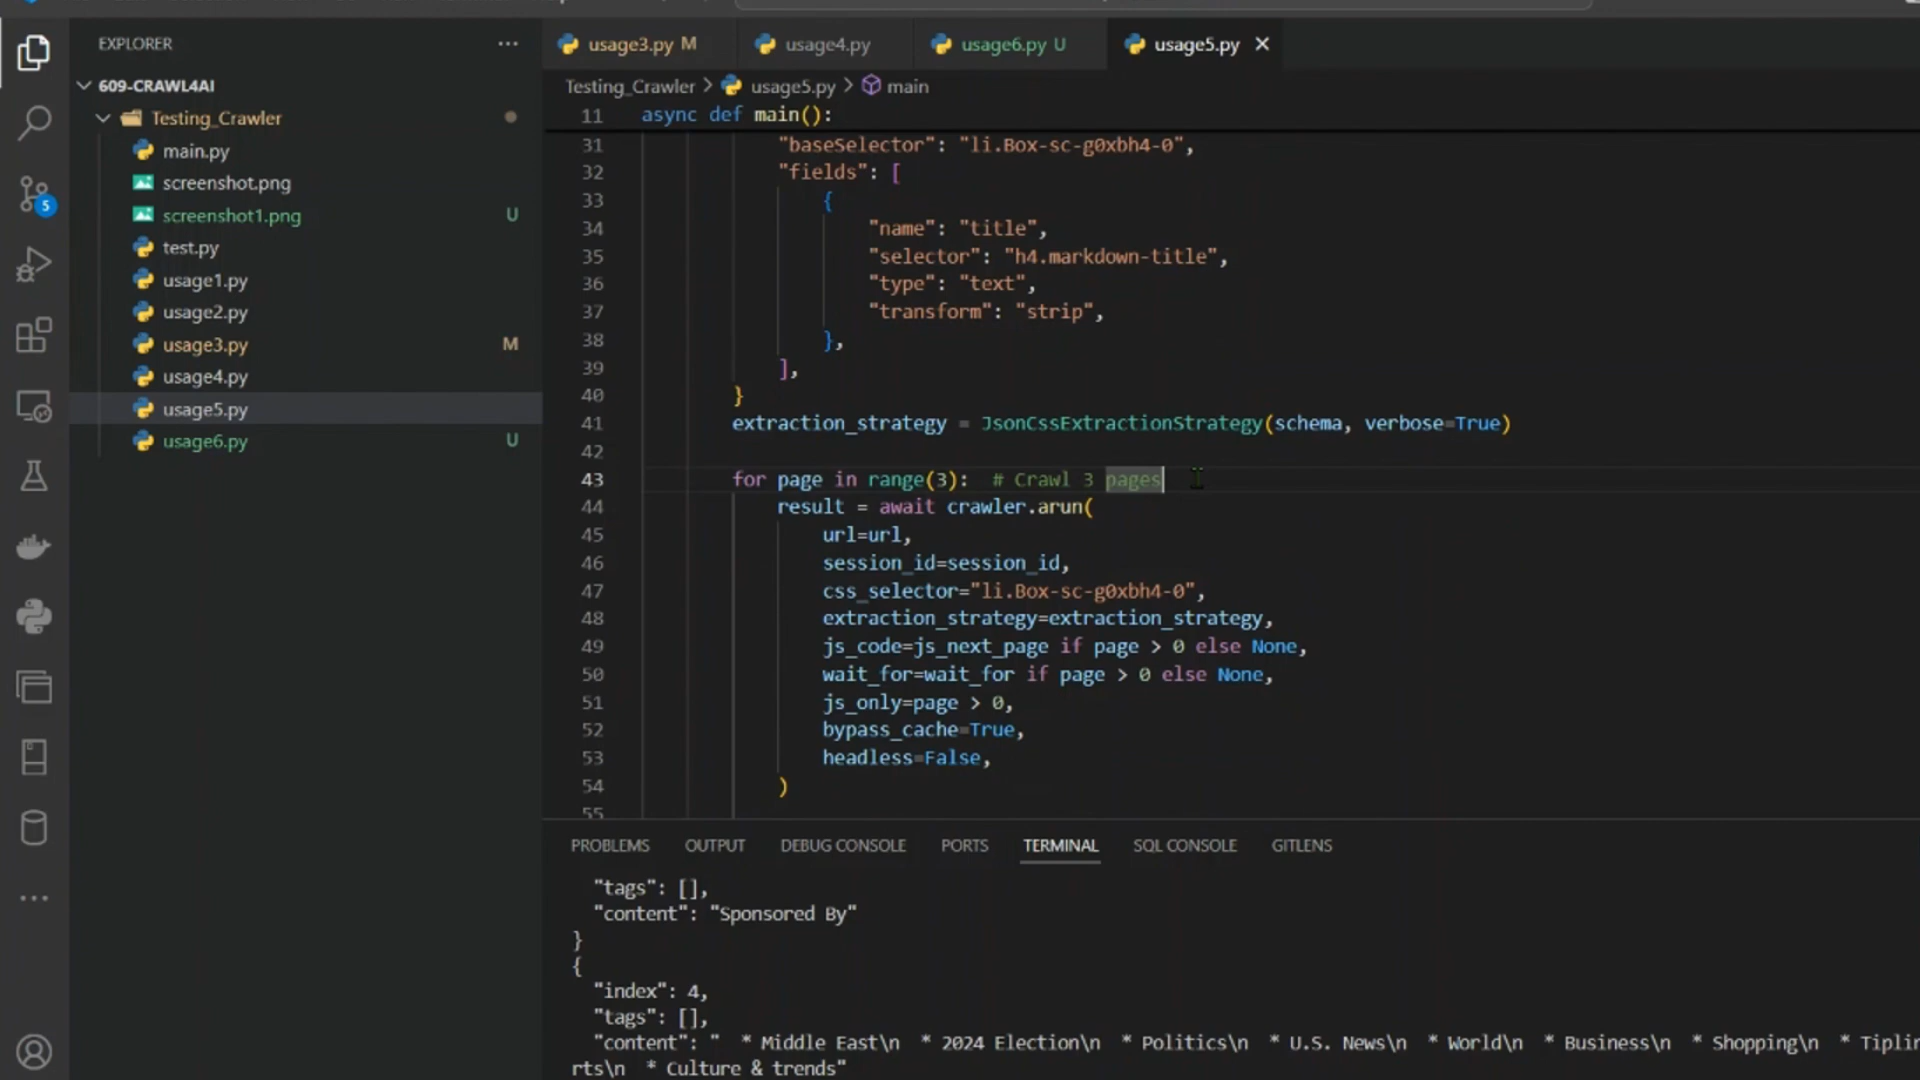 EXPLORER
609-CRAWL4AI
Testing_Crawler
main.py
screenshot.png
screenshot1.png U
test.py
usage1.py
usage2.py
usage3.py M
usage4.py
usage5.py
usage6.py U
5
usage3.py M
usage4.py
usage6.py U
usage5.py
Testing_Crawler > usage5.py > main
11 async def main():
31 "baseSelector": "li.Box-sc-g0xbh4-0",
32 "fields": [
33 {
34 "name": "title",
35 "selector": "h4.markdown-title",
36 "type": "text",
37 "transform": "strip",
38 },
39 ],
40 }
41 extraction_strategy = JsonCssExtractionStrategy(schema, verbose=True)
42
43 for page in range(3):  # Crawl 3 pages
44 result = await crawler.arun(
45 url=url,
46 session_id=session_id,
47 css_selector="li.Box-sc-g0xbh4-0",
48 extraction_strategy=extraction_strategy,
49 js_code=js_next_page if page > 0 else None,
50 wait_for=wait_for if page > 0 else None,
51 js_only=page > 0,
52 bypass_cache=True,
53 headless=False,
54 )
55
PROBLEMS OUTPUT DEBUG CONSOLE PORTS TERMINAL SQL CONSOLE GITLENS
"tags": [],
"content": "Sponsored By"
}
{
"index": 4,
"tags": [],
"content": "  * Middle East\n  * 2024 Election\n  * Politics\n  * U.S. News\n  * World\n  * Business\n  * Shopping\n  * Tiplin
rts\n  * Culture & trends"